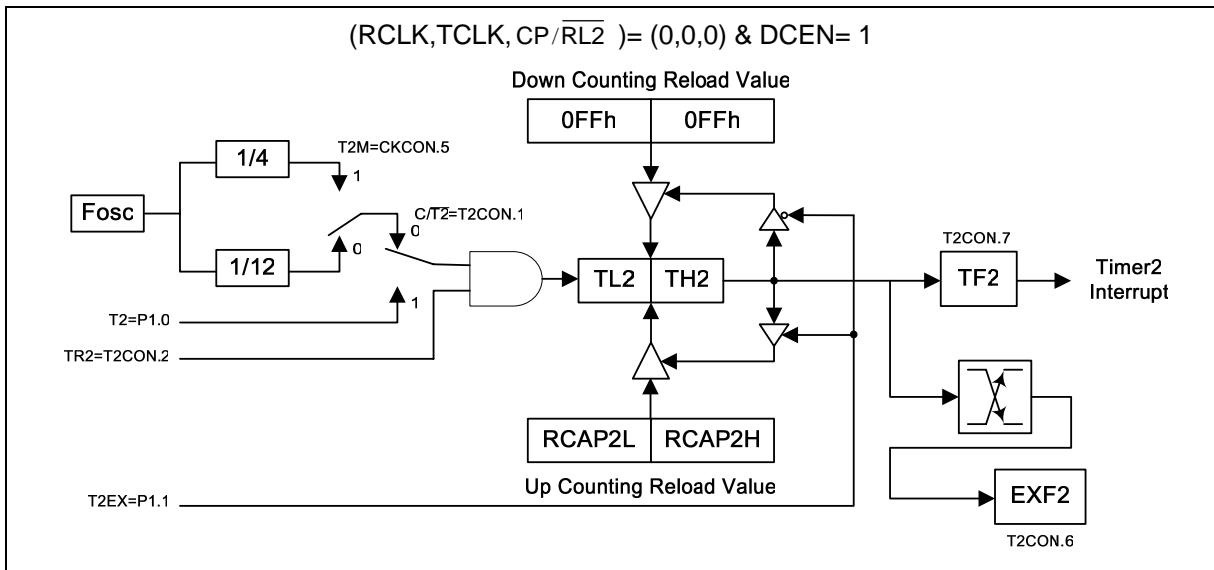 (RCLK,TCLK, CP/R̅L̅2̅ )= (0,0,0) & DCEN= 1
Down Counting Reload Value
0FFh 0FFh
T2M=CKCON.5
1/4
1
Fosc
C/T̅2̅=T2CON.1
0
0
1/12
T2CON.7
TL2 TH2
TF2
Timer2
Interrupt
1
T2=P1.0
TR2=T2CON.2
RCAP2L RCAP2H
Up Counting Reload Value
T2EX=P1.1
EXF2
T2CON.6